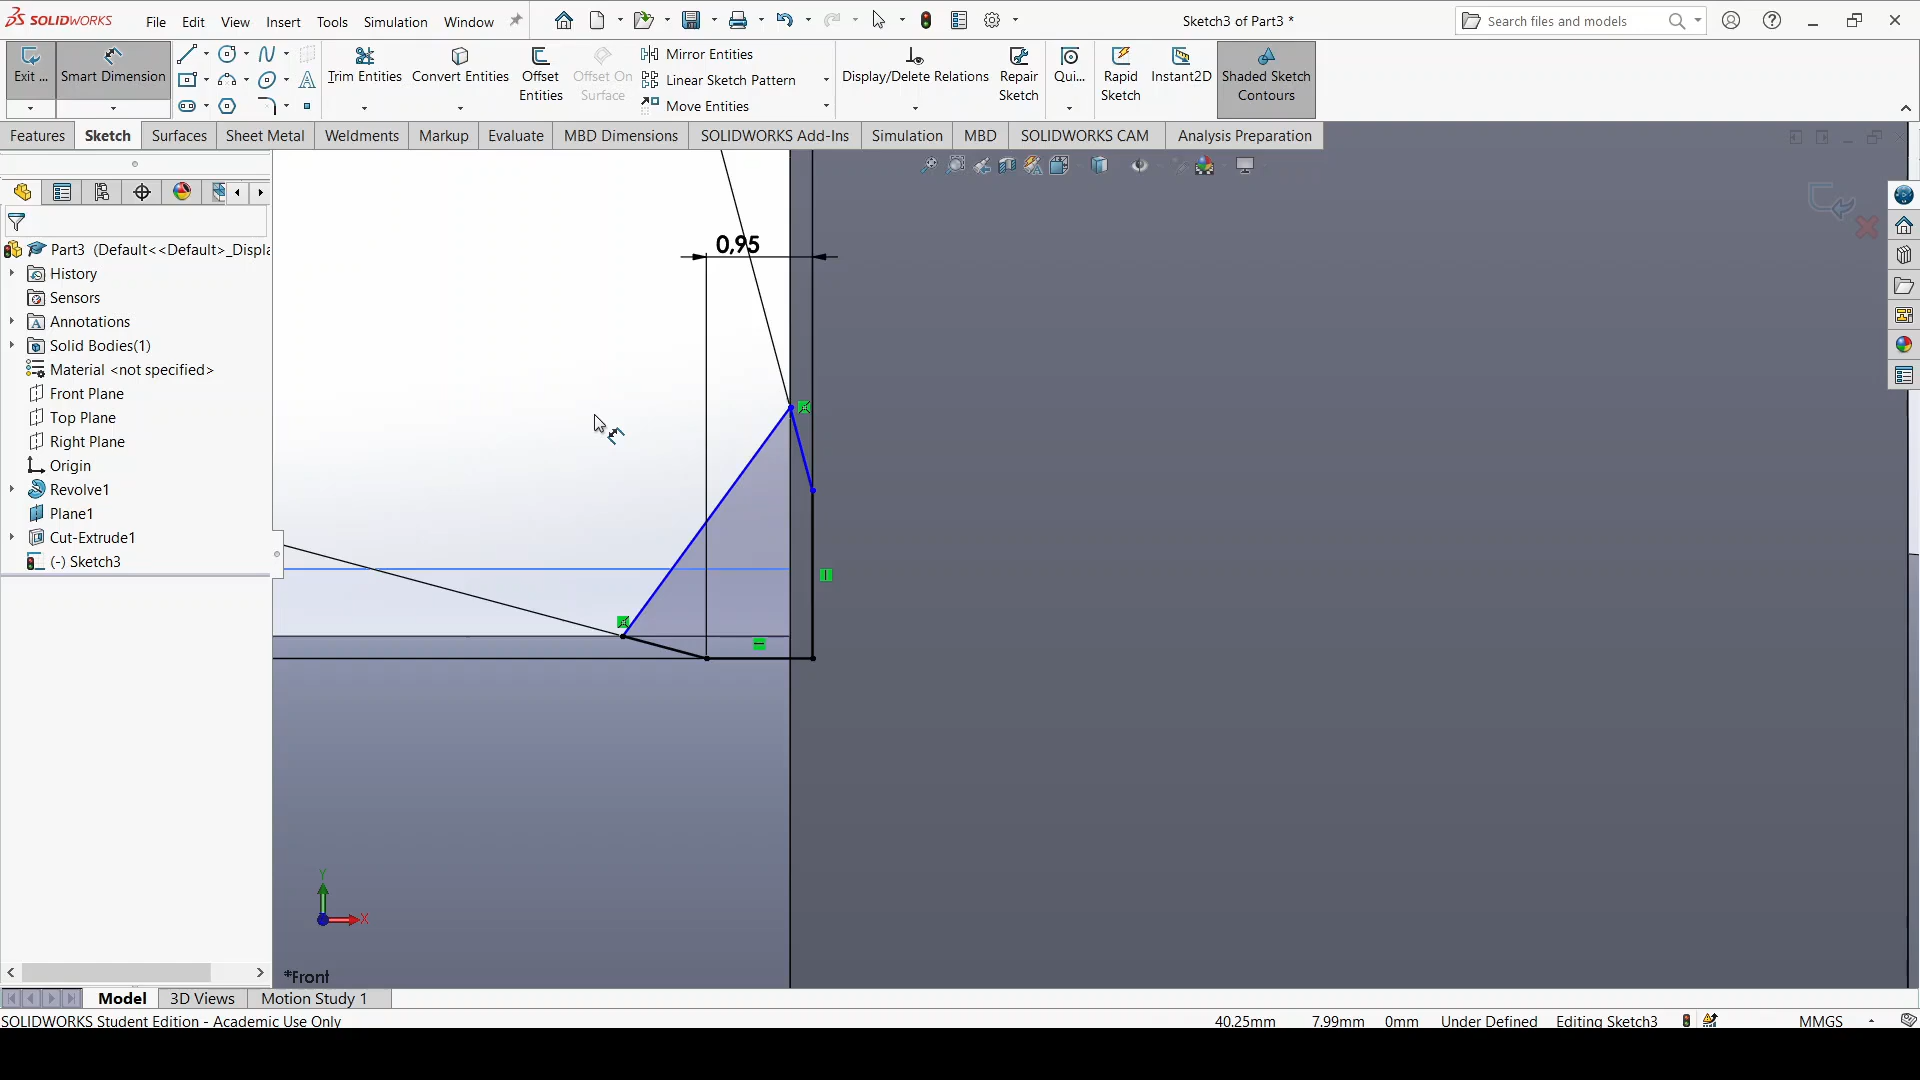 SOLIDWORKS
File Edit View Insert Tools Simulation Window
Sketch3 of Part3 *
Search files and models
Exit ...
Smart Dimension
Trim Entities
Convert Entities
Offset Entities
Offset On Surface
Mirror Entities
Linear Sketch Pattern
Move Entities
Display/Delete Relations
Repair Sketch
Qui...
Rapid Sketch
Instant2D
Shaded Sketch Contours
Features Sketch Surfaces Sheet Metal Weldments Markup Evaluate MBD Dimensions SOLIDWORKS Add-Ins Simulation MBD SOLIDWORKS CAM Analysis Preparation
Part3 (Default<<Default>_Displa
History
Sensors
Annotations
Solid Bodies(1)
Material <not specified>
Front Plane
Top Plane
Right Plane
Origin
Revolve1
Plane1
Cut-Extrude1
(-) Sketch3
0,95
Y
X
*Front
Model 3D Views Motion Study 1
SOLIDWORKS Student Edition - Academic Use Only 40.25mm 7.99mm 0mm Under Defined Editing Sketch3 MMGS